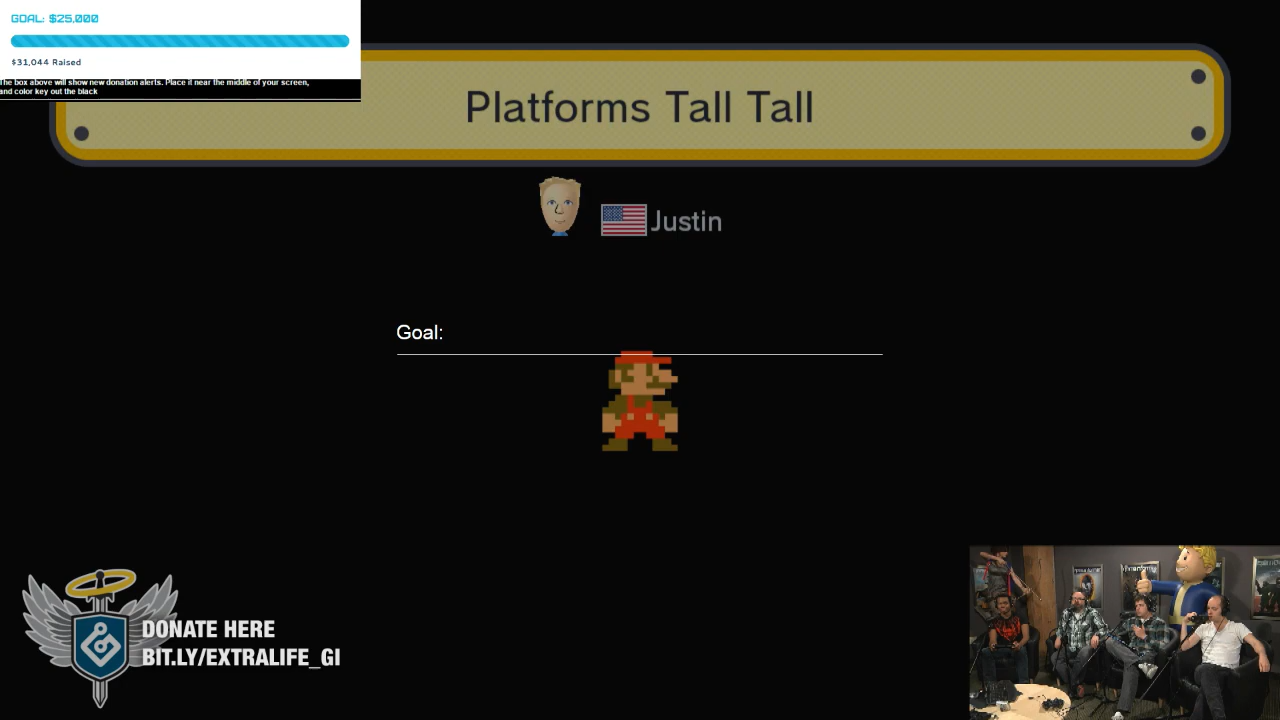 GOAL: $25,000
$31,044 Raised
The box above will show new donation alerts. Place it near the middle of your screen,
and color key out the black
Platforms Tall Tall
Justin
Goal:
DONATE HERE
BIT.LY/EXTRALIFE_GI